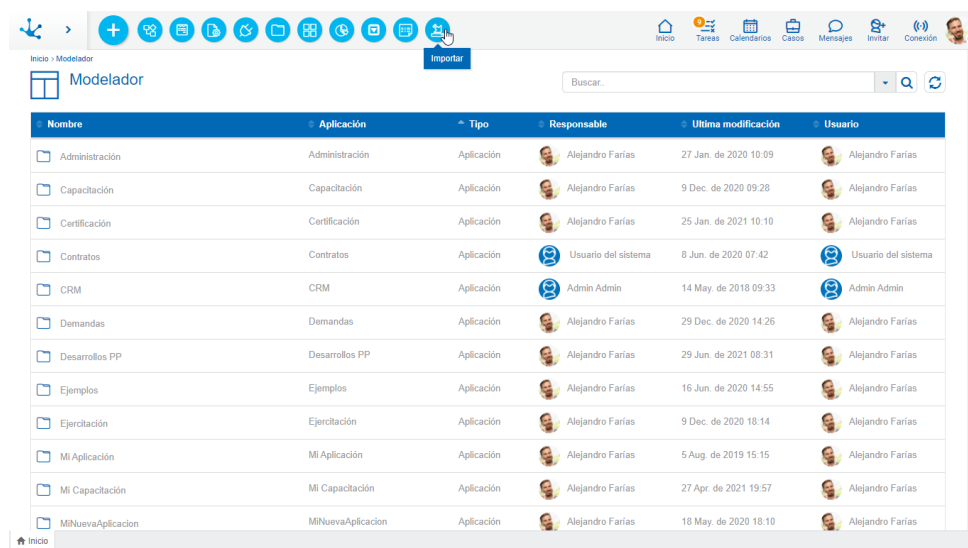 Inicio
Tareas
Calendarios
Casos
Mensajes
Invitar
Conexión
Importar
Inicio > Modelador
Modelador
Buscar..
Nombre Aplicación Tipo Responsable Ultima modificación Usuario
Administración Administración Aplicación Alejandro Farías 27 Jan. de 2020 10:09 Alejandro Farías
Capacitación Capacitación Aplicación Alejandro Farías 9 Dec. de 2020 09:28 Alejandro Farías
Certificación Certificación Aplicación Alejandro Farías 25 Jan. de 2021 10:10 Alejandro Farías
Contratos Contratos Aplicación Usuario del sistema 8 Jun. de 2020 07:42 Usuario del sistema
CRM CRM Aplicación Admin Admin 14 May. de 2018 09:33 Admin Admin
Demandas Demandas Aplicación Alejandro Farías 29 Dec. de 2020 14:26 Alejandro Farías
Desarrollos PP Desarrollos PP Aplicación Alejandro Farías 29 Jun. de 2021 08:31 Alejandro Farías
Ejemplos Ejemplos Aplicación Alejandro Farías 16 Jun. de 2020 14:55 Alejandro Farías
Ejercitación Ejercitación Aplicación Alejandro Farías 9 Dec. de 2020 18:14 Alejandro Farías
Mi Aplicación Mi Aplicación Aplicación Alejandro Farías 5 Aug. de 2019 15:15 Alejandro Farías
Mi Capacitación Mi Capacitación Aplicación Alejandro Farías 27 Apr. de 2021 19:57 Alejandro Farías
MiNuevaAplicacion MiNuevaAplicacion Aplicación Alejandro Farías 18 May. de 2020 18:10 Alejandro Farías
Inicio